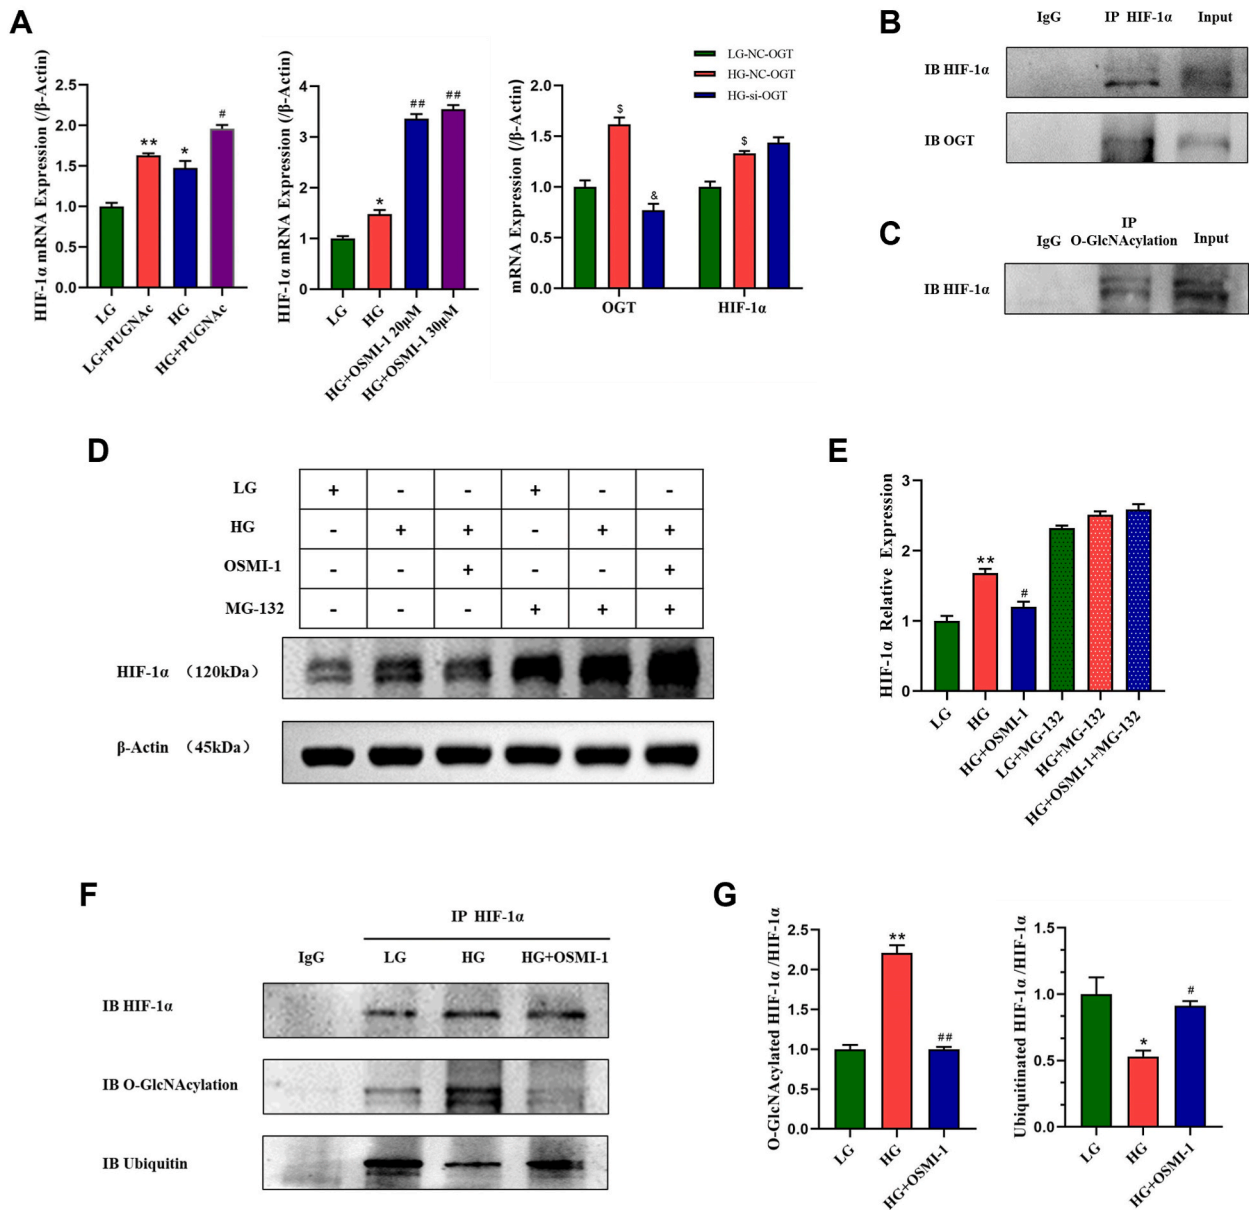 A
HIF-1α mRNA Expression (/β-Actin)
2.5
2.0
1.5
1.0
0.5
0.0
**
*
#
LG
LG+PUGNAc
HG
HG+PUGNAc
HIF-1α mRNA Expression (/β-Actin)
4
3
2
1
0
*
##
##
LG
HG
HG+OSMI-1 20μM
HG+OSMI-1 30μM
LG-NC-OGT
HG-NC-OGT
HG-si-OGT
mRNA Expression (/β-Actin)
2.0
1.5
1.0
0.5
0.0
$
&
$
OGT
HIF-1α
B
IgG
IP HIF-1α
Input
IB HIF-1α
IB OGT
C
IgG
IP
O-GlcNAcylation
Input
IB HIF-1α
D
LG + - - + - -
HG - + + - + +
OSMI-1 - - + - - +
MG-132 - - - + + +
HIF-1α （120kDa）
β-Actin （45kDa）
E
HIF-1α Relative Expression
3
2
1
0
**
#
LG
HG
HG+OSMI-1
LG+MG-132
HG+MG-132
HG+OSMI-1+MG-132
F
IP HIF-1α
IgG
LG
HG
HG+OSMI-1
IB HIF-1α
IB O-GlcNAcylation
IB Ubiquitin
G
O-GlcNAcylated HIF-1α /HIF-1α
2.5
2.0
1.5
1.0
0.5
0.0
**
##
LG
HG
HG+OSMI-1
Ubiquitinated HIF-1α /HIF-1α
1.5
1.0
0.5
0.0
*
#
LG
HG
HG+OSMI-1